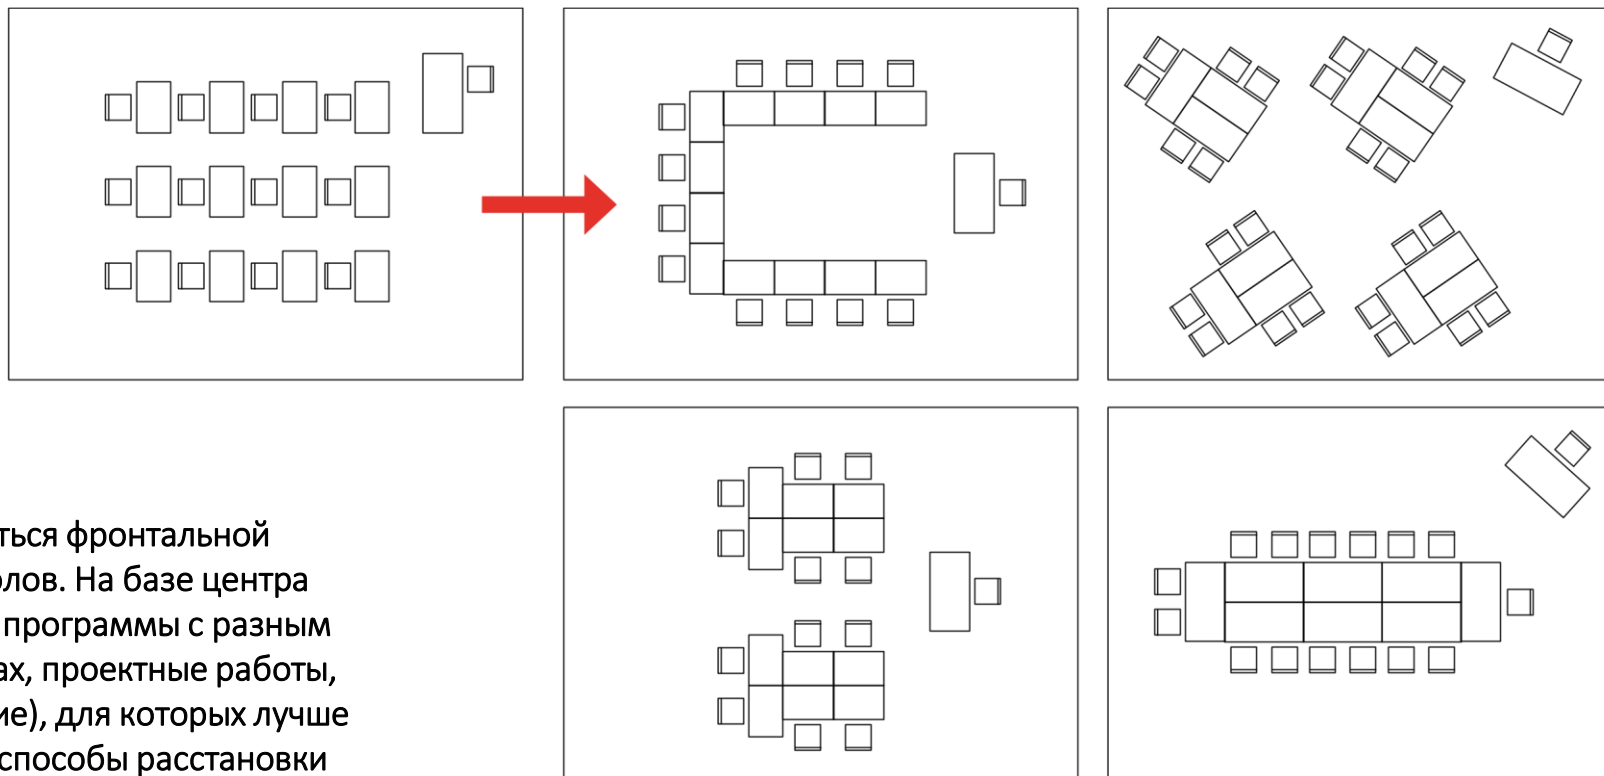 ться фронтальной
олов. На базе центра
программы с разным
ах, проектные работы,
ие), для которых лучше
способы расстановки